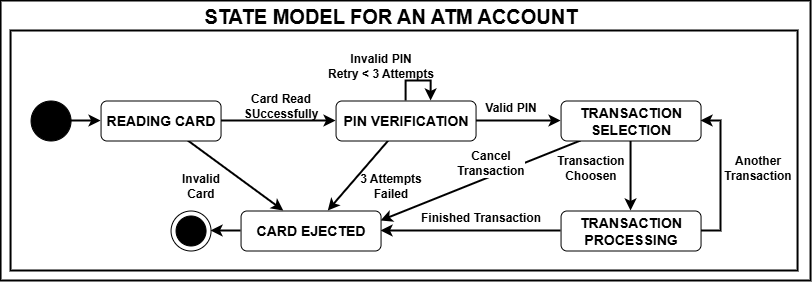 STATE MODEL FOR AN ATM ACCOUNT
Invalid PIN
Retry < 3 Attempts
Card Read
SUccessfully
Valid PIN
READING CARD
PIN VERIFICATION
TRANSACTION
SELECTION
Invalid
Card
3 Attempts
Failed
Cancel
Transaction
Transaction
Choosen
Another
Transaction
CARD EJECTED
Finished Transaction
TRANSACTION
PROCESSING